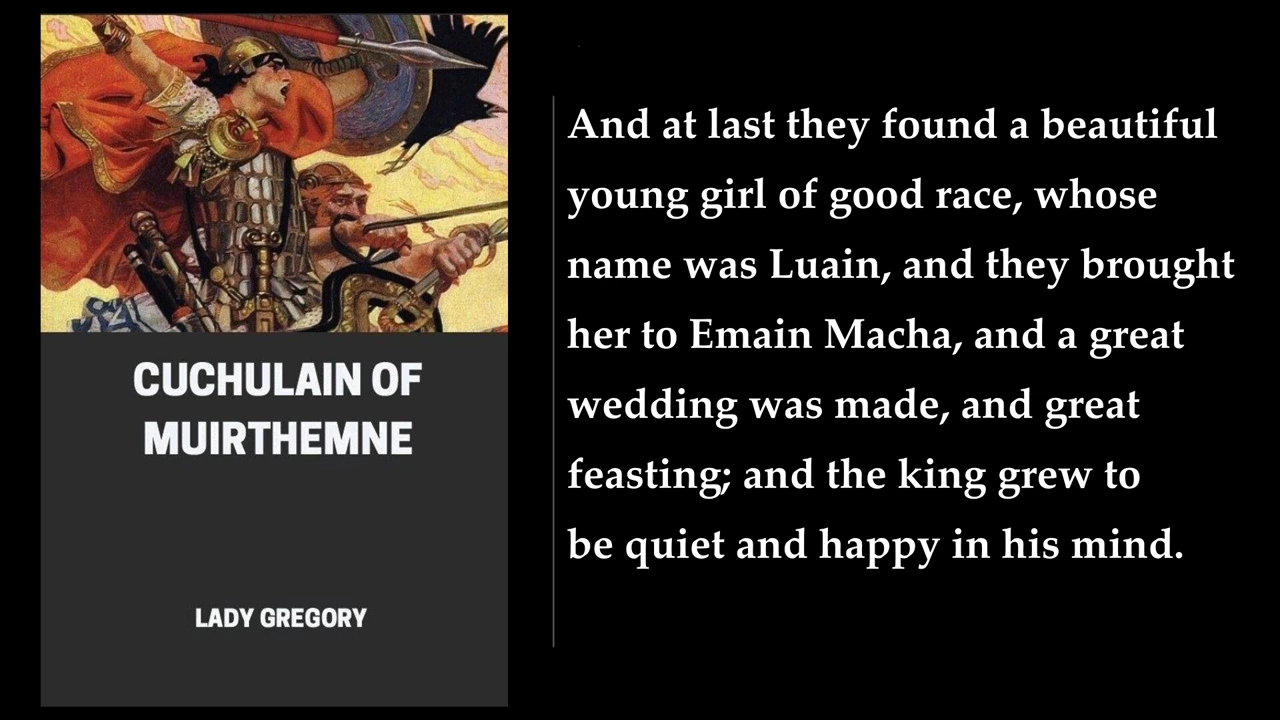 CUCHULAIN OF
MUIRTHEMNE
LADY GREGORY
And at last they found a beautiful
young girl of good race, whose
name was Luain, and they brought
her to Emain Macha, and a great
wedding was made, and great
feasting; and the king grew to
be quiet and happy in his mind.